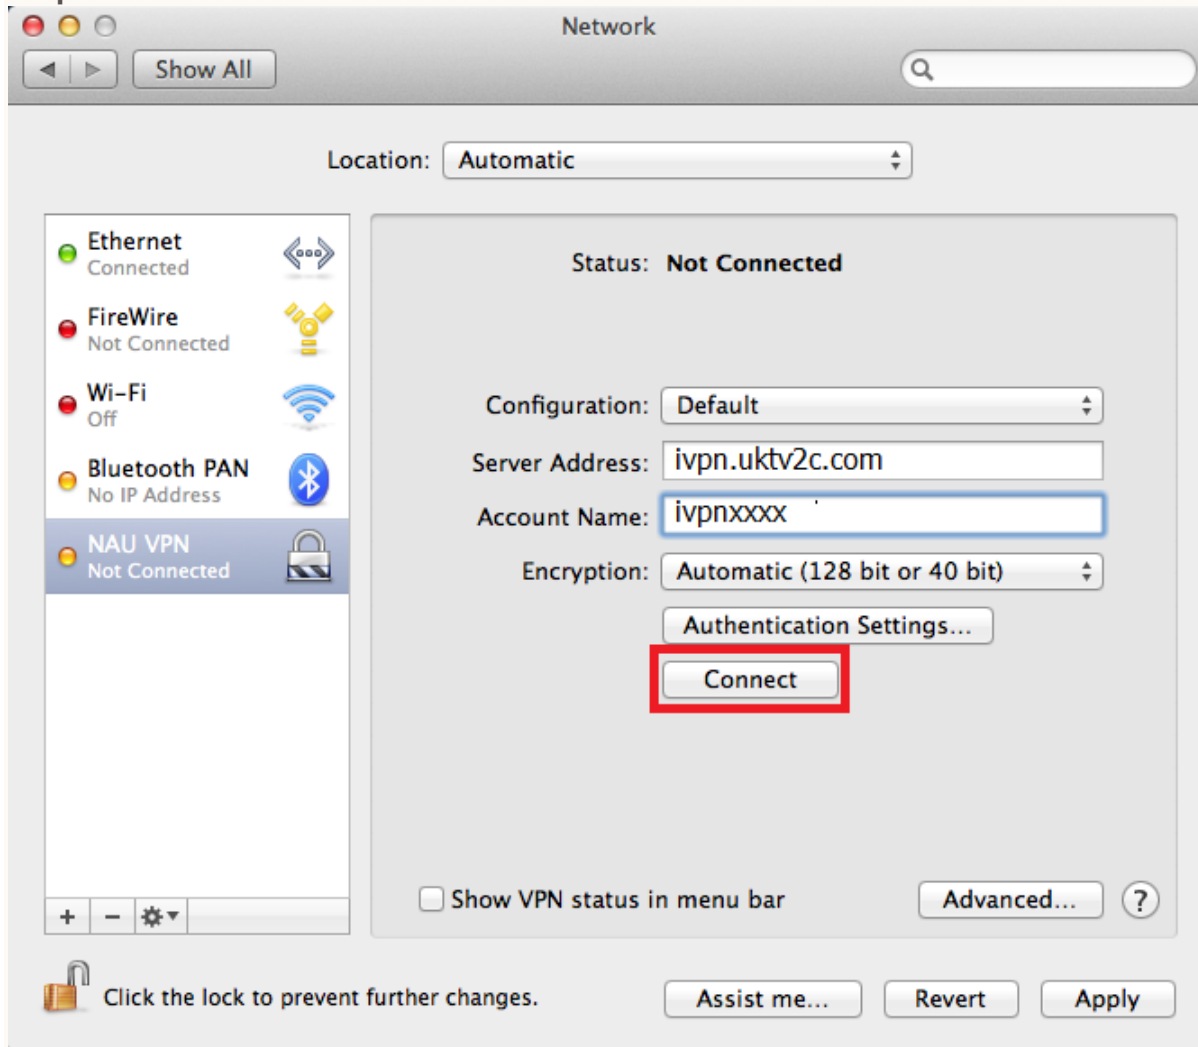 Network
Show All
Location: Automatic
Ethernet
Connected
FireWire
Not Connected
Wi-Fi
Off
Bluetooth PAN
No IP Address
NAU VPN
Not Connected
Status: Not Connected
Configuration: Default
Server Address: ivpn.uktv2c.com
Account Name: ivpnxxxx
Encryption: Automatic (128 bit or 40 bit)
Authentication Settings...
Connect
Show VPN status in menu bar
Advanced... ?
Click the lock to prevent further changes.
Assist me... Revert Apply